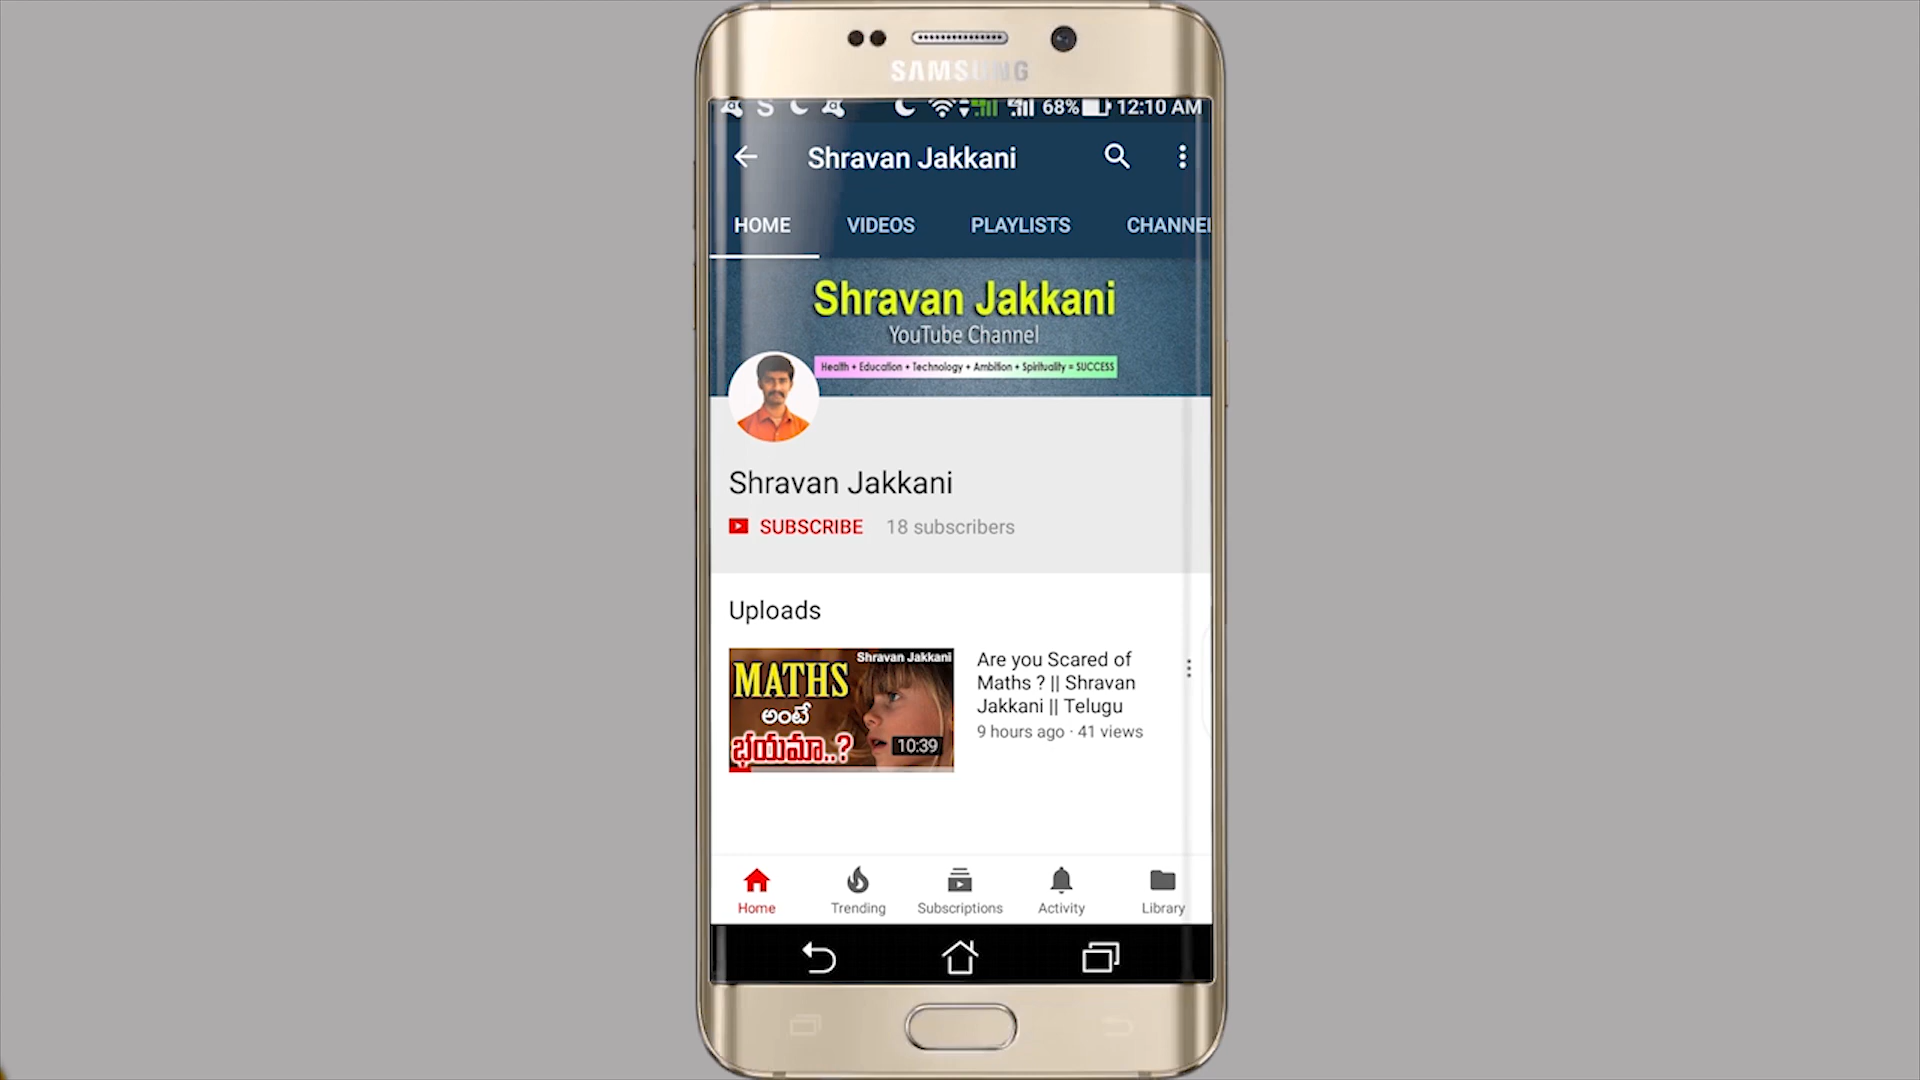 SAMSUNG
68% 12:10 AM
Shravan Jakkani
HOME VIDEOS PLAYLISTS CHANNEL
Shravan Jakkani
YouTube Channel
Health + Education + Technology + Ambition + Spirituality = SUCCESS
Shravan Jakkani
SUBSCRIBE 18 subscribers
Uploads
Shravan Jakkani
MATHS
అంటే
భయమా..?
10:39
Are you Scared of
Maths ? || Shravan
Jakkani || Telugu
9 hours ago · 41 views
Home Trending Subscriptions Activity Library